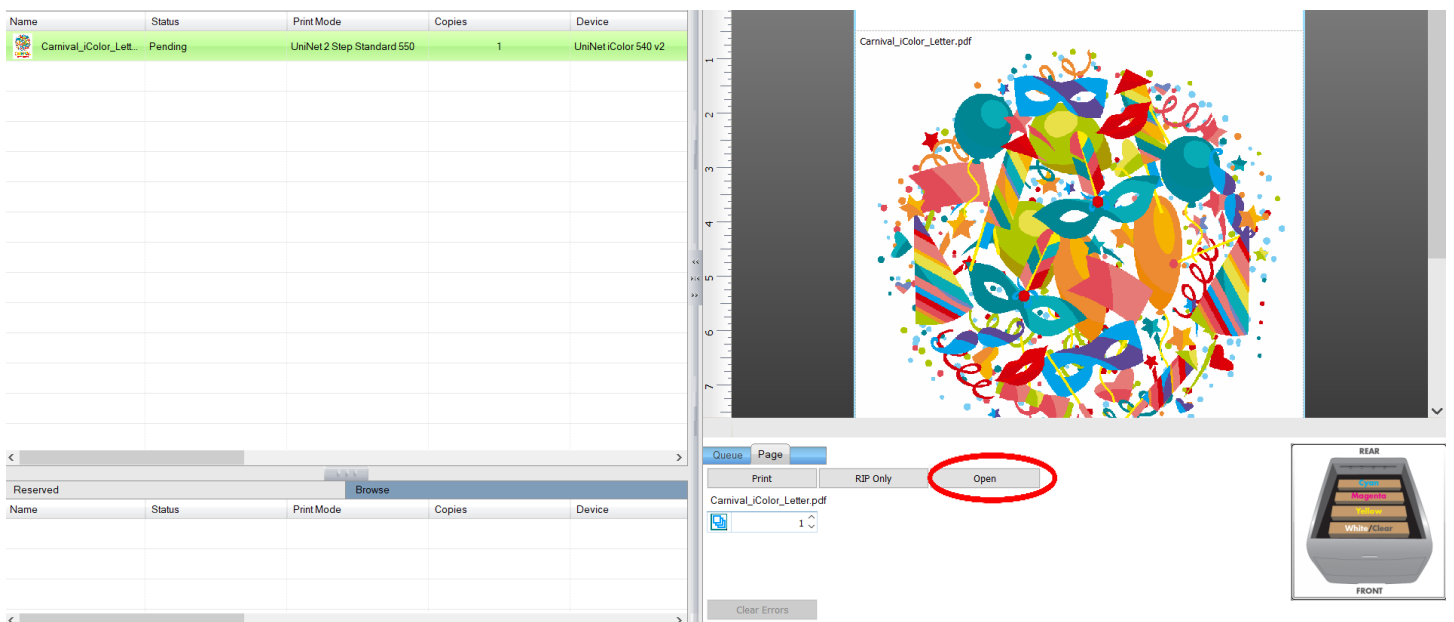 Name Status Print Mode Copies Device
Carnival_iColor_Lett... Pending UniNet 2 Step Standard 550 1 UniNet iColor 540 v2
Reserved Browse
Name Status Print Mode Copies Device
1
2
3
4
5
6
7
Carnival_iColor_Letter.pdf
Queue Page
Print RIP Only Open
Carnival_iColor_Letter.pdf
1
Clear Errors
REAR
Cyan
Magenta
Yellow
White/Clear
FRONT